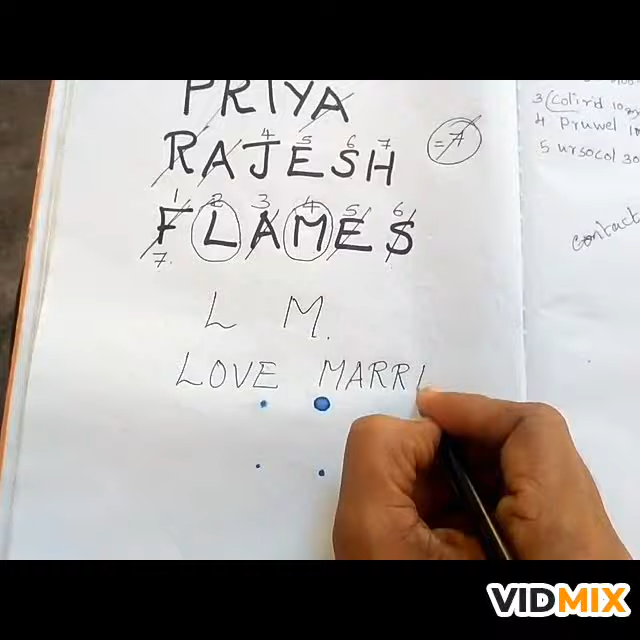 PRIYA
4 5 6 7
RAJESH
= 7
1 2 3 4 5 6
FLAMES
7.
L M.
LOVE MARRI
3 Colirid
4 Pruwel
5 ursocol 30
contact
VIDMIX